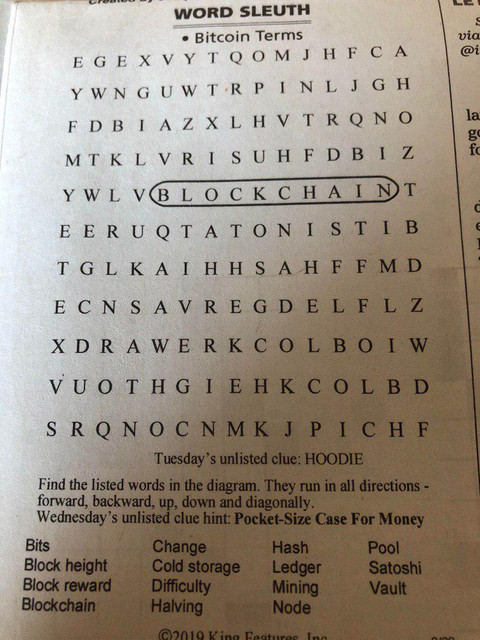 WORD SLEUTH
• Bitcoin Terms
E G E X V Y T Q O M J H F C A
Y W N G U W T R P I N L J G H
F D B I A Z X L H V T R Q N O
M T K L V R I S U H F D B I Z
Y W L V B L O C K C H A I N T
E E R U Q T A T O N I S T I B
T G L K A I H H S A H F F M D
E C N S A V R E G D E L F L Z
X D R A W E R K C O L B O I W
V U O T H G I E H K C O L B D
S R Q N O C N M K J P I C H F
Tuesday's unlisted clue: HOODIE
Find the listed words in the diagram. They run in all directions -
forward, backward, up, down and diagonally.
Wednesday's unlisted clue hint: Pocket-Size Case For Money
Bits Change Hash Pool
Block height Cold storage Ledger Satoshi
Block reward Difficulty Mining Vault
Blockchain Halving Node
©2019 King Features, Inc.
via
@i